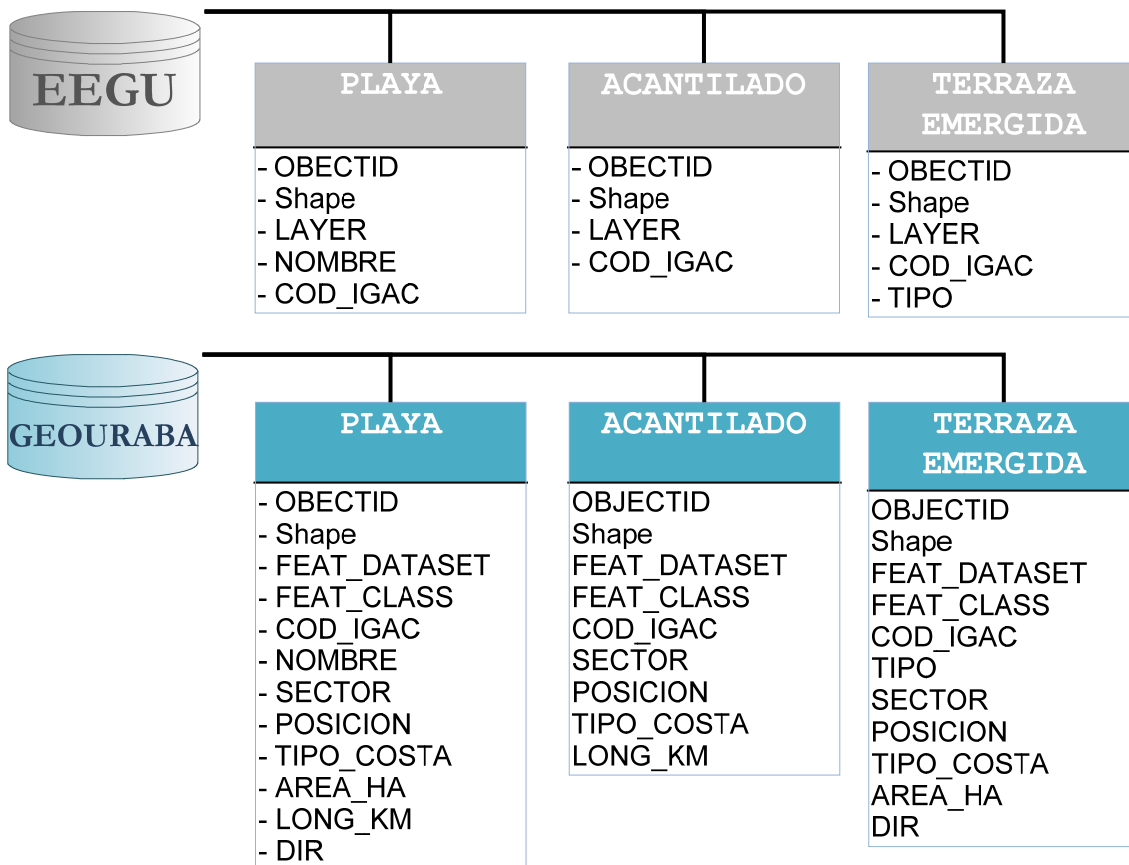 EEGU
PLAYA
- OBECTID
- Shape
- LAYER
- NOMBRE
- COD_IGAC
ACANTILADO
- OBECTID
- Shape
- LAYER
- COD_IGAC
TERRAZA
EMERGIDA
- OBECTID
- Shape
- LAYER
- COD_IGAC
- TIPO
GEOURABA
PLAYA
- OBECTID
- Shape
- FEAT_DATASET
- FEAT_CLASS
- COD_IGAC
- NOMBRE
- SECTOR
- POSICION
- TIPO_COSTA
- AREA_HA
- LONG_KM
- DIR
ACANTILADO
OBJECTID
Shape
FEAT_DATASET
FEAT_CLASS
COD_IGAC
SECTOR
POSICION
TIPO_COSTA
LONG_KM
TERRAZA
EMERGIDA
OBJECTID
Shape
FEAT_DATASET
FEAT_CLASS
COD_IGAC
TIPO
SECTOR
POSICION
TIPO_COSTA
AREA_HA
DIR